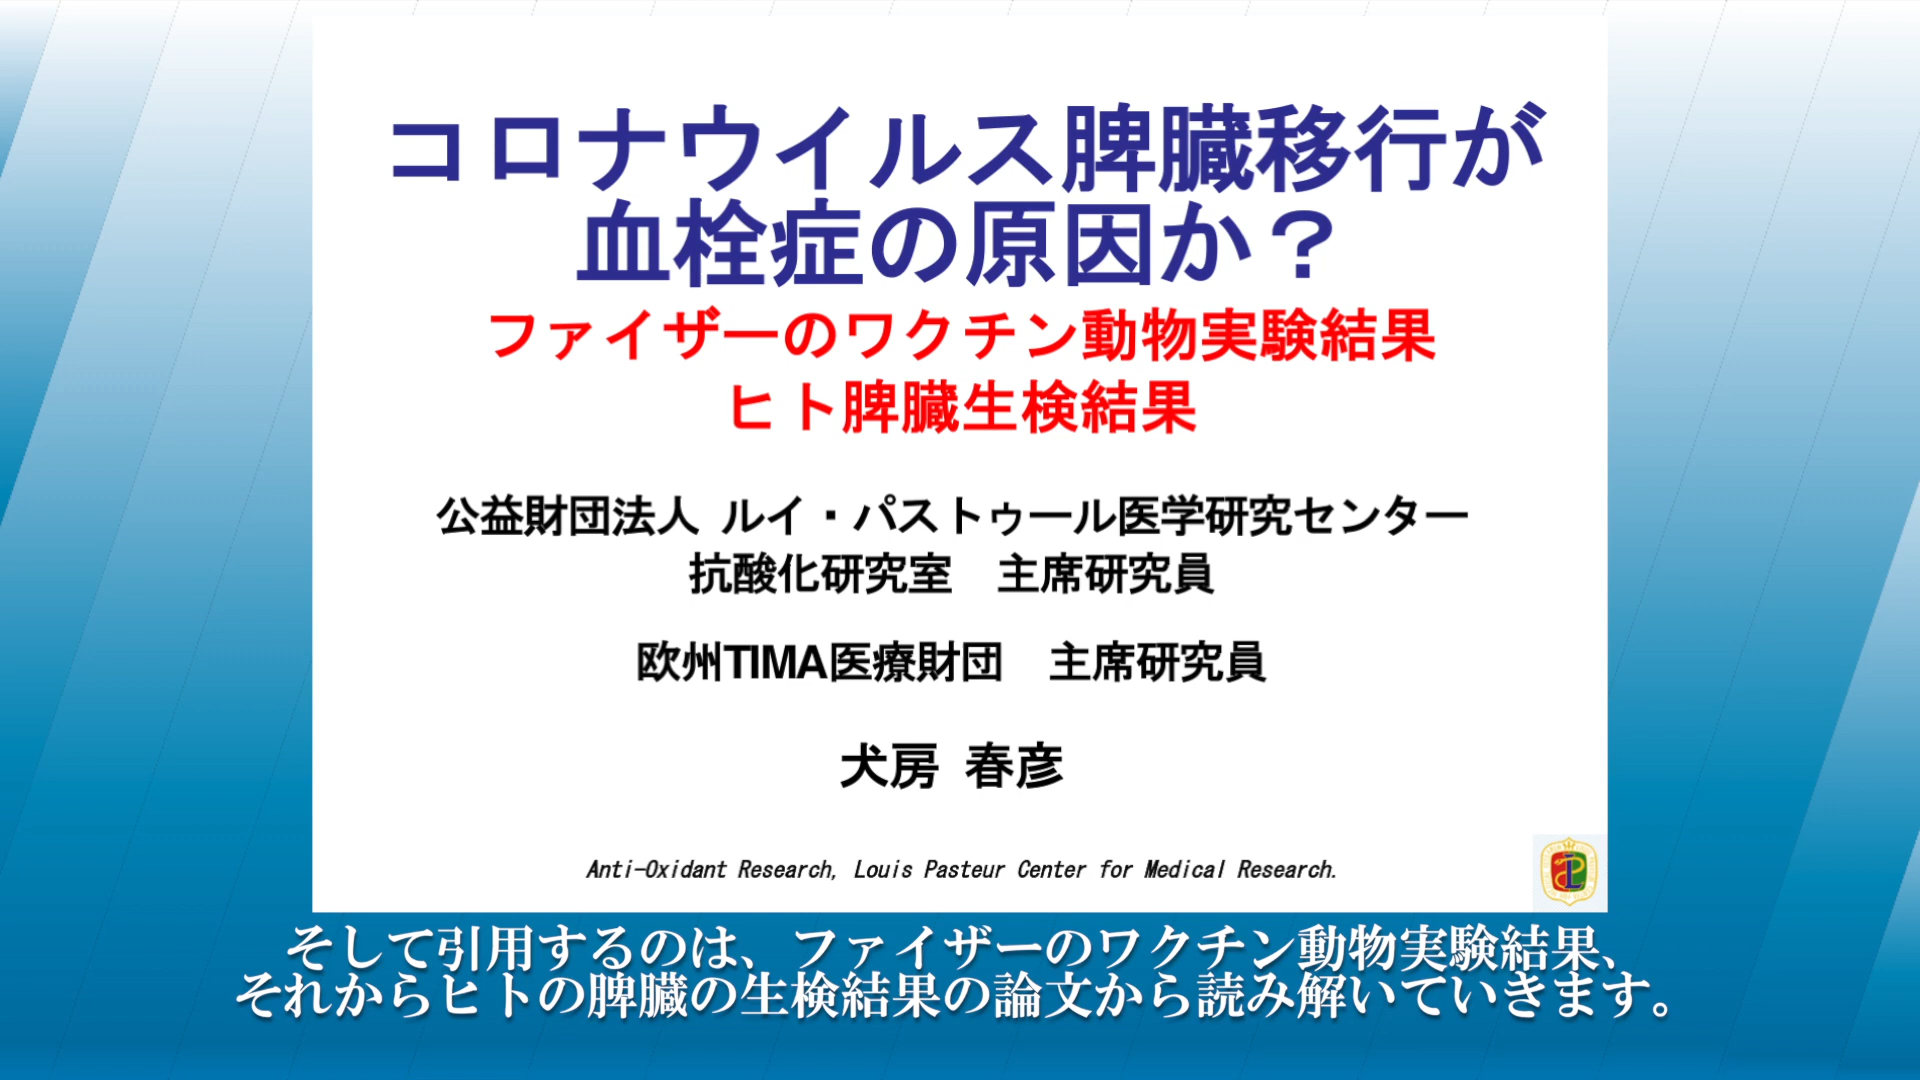 コロナウイルス脾臓移行が
血栓症の原因か？
ファイザーのワクチン動物実験結果
ヒト脾臓生検結果
公益財団法人 ルイ・パストゥール医学研究センター
抗酸化研究室　主席研究員
欧州TIMA医療財団　主席研究員
犬房 春彦
Anti-Oxidant Research, Louis Pasteur Center for Medical Research.
そして引用するのは、ファイザーのワクチン動物実験結果、
それからヒトの脾臓の生検結果の論文から読み解いていきます。